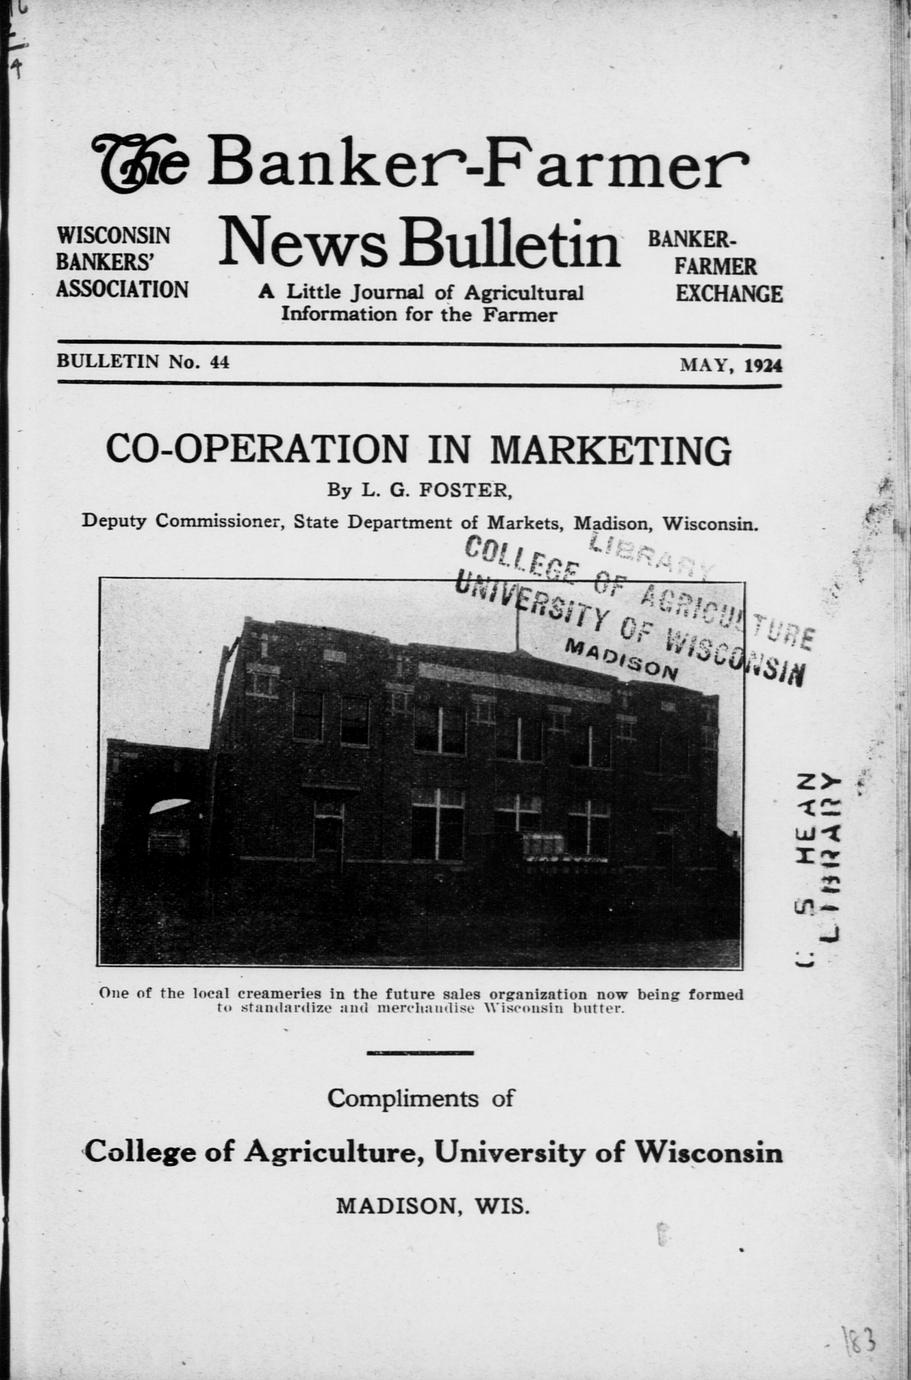 The Banker-Farmer
News Bulletin
WISCONSIN
BANKERS'
ASSOCIATION
A Little Journal of Agricultural
Information for the Farmer
BANKER-
FARMER
EXCHANGE
BULLETIN No. 44
MAY, 1924
CO-OPERATION IN MARKETING
By L. G. FOSTER,
Deputy Commissioner, State Department of Markets, Madison, Wisconsin.
LIBRARY
COLLEGE OF AGRICULTURE
UNIVERSITY OF WISCONSIN
MADISON
S HEAN
LIBRARY
One of the local creameries in the future sales organization now being formed
to standardize and merchandise Wisconsin butter.
Compliments of
College of Agriculture, University of Wisconsin
MADISON, WIS.
183